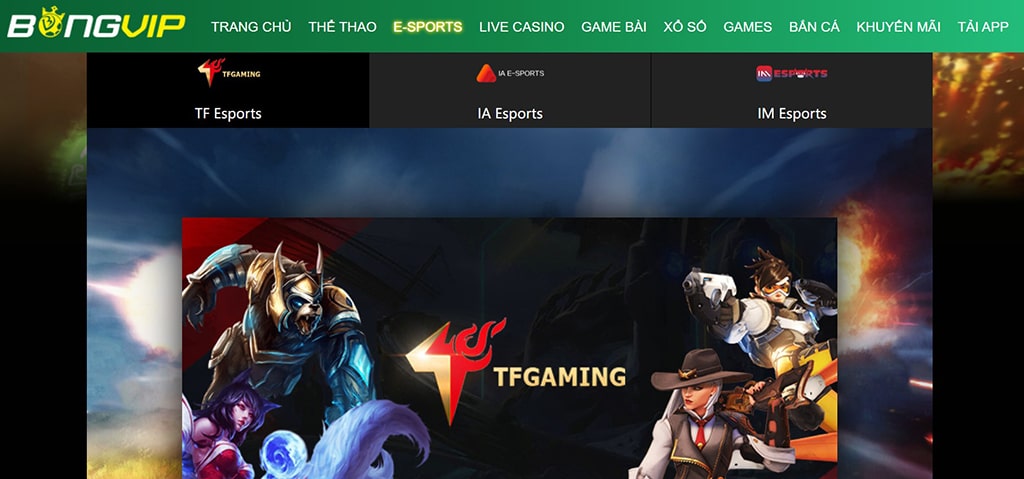 BONGVIP TRANG CHỦ THỂ THAO E-SPORTS LIVE CASINO GAME BÀI XỔ SỐ GAMES BẮN CÁ KHUYẾN MÃI TẢI APP
TFGAMING IA E-SPORTS IM ESPORTS
TF Esports IA Esports IM Esports
TFGAMING